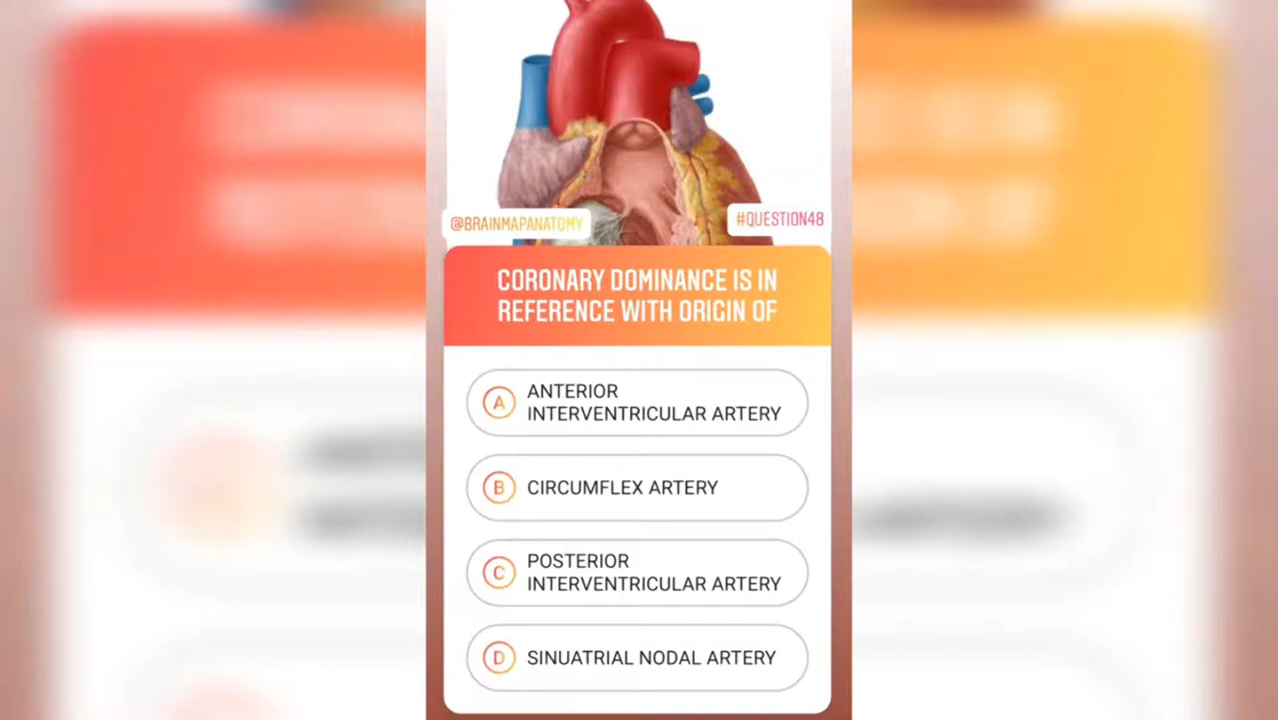 @BRAINMAPANATOMY
#QUESTION48
CORONARY DOMINANCE IS IN
REFERENCE WITH ORIGIN OF
A ANTERIOR
INTERVENTRICULAR ARTERY
B CIRCUMFLEX ARTERY
C POSTERIOR
INTERVENTRICULAR ARTERY
D SINUATRIAL NODAL ARTERY